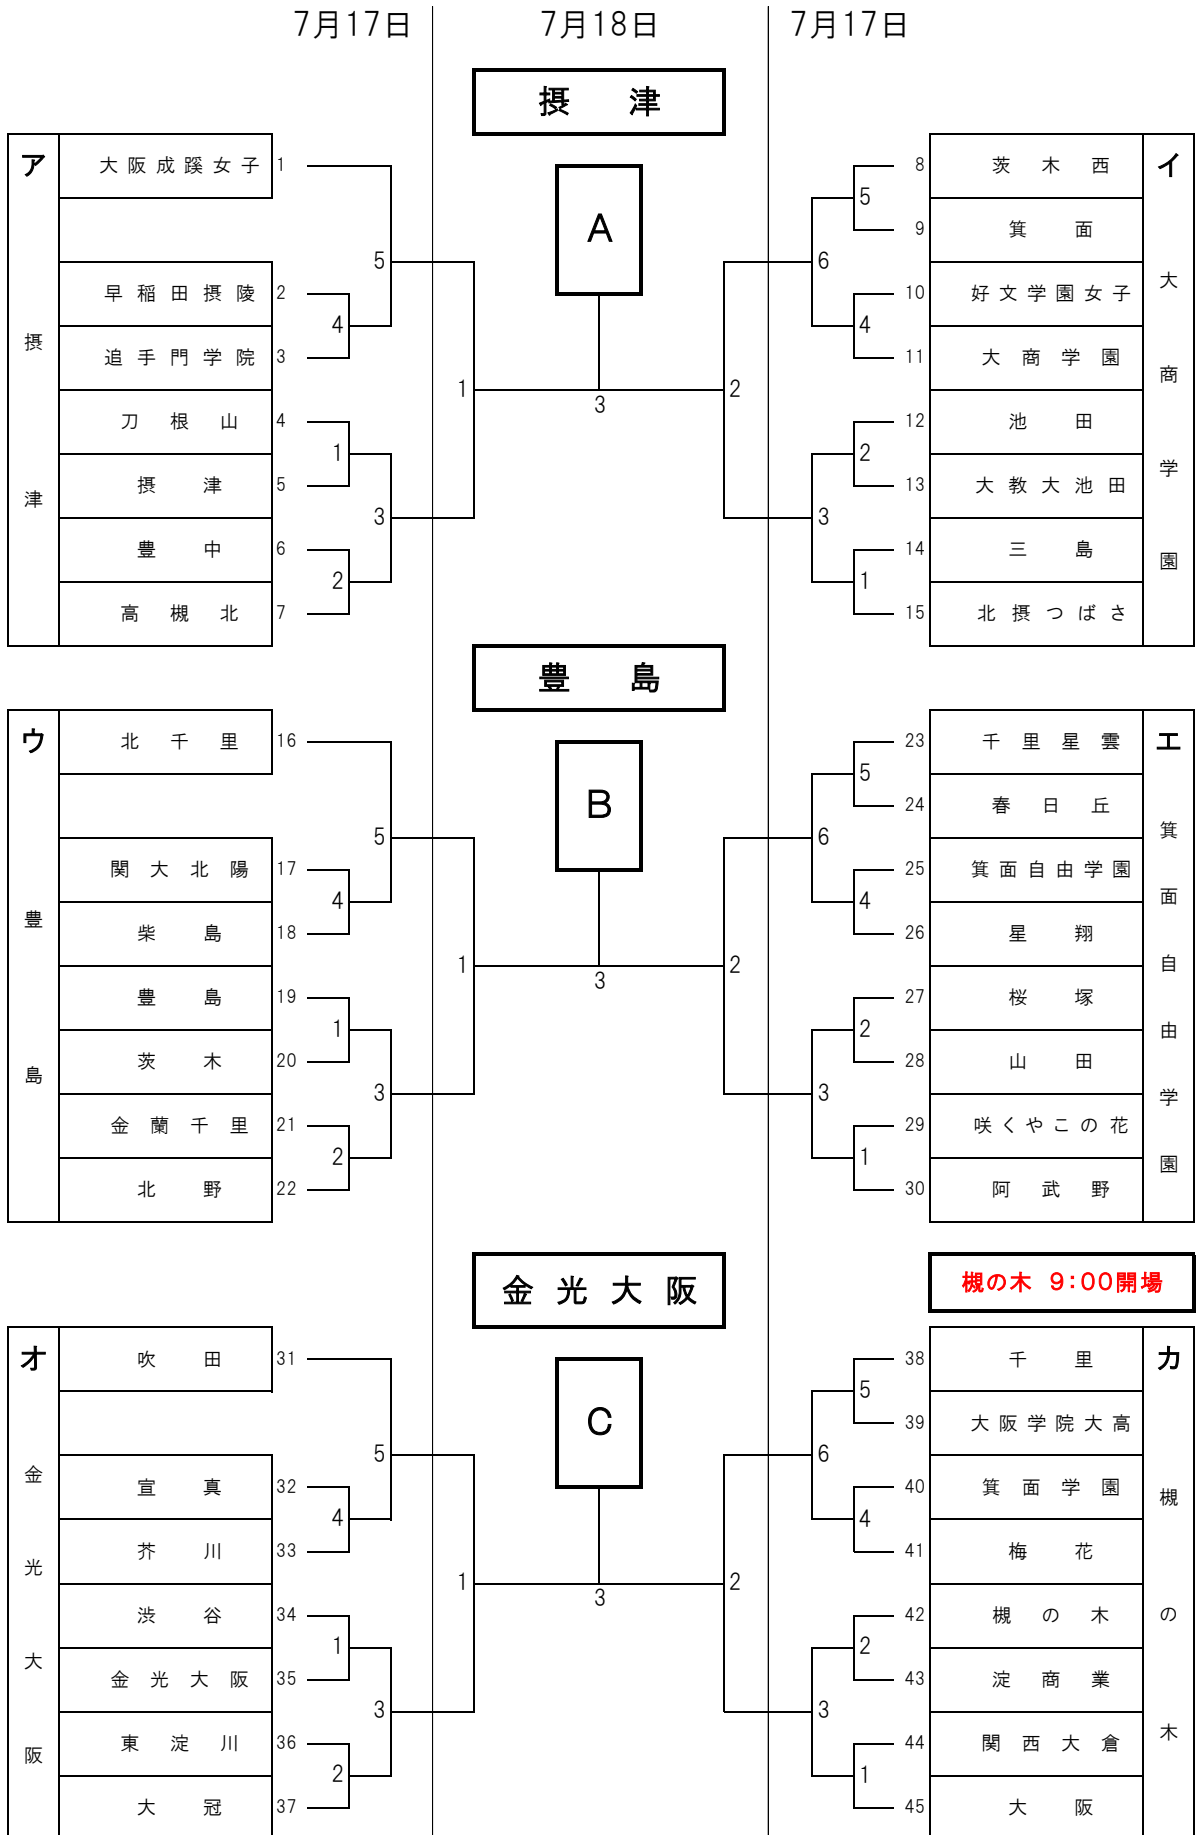 7月17日 7月18日 7月17日
摂津
ア 摂津
大阪成蹊女子 1
早稲田摂陵 2
追手門学院 3
刀根山 4
摂津 5
豊中 6
高槻北 7
5
4
1
3
2
1
A
3
2
イ 大商学園
8 茨木西
9 箕面
10 好文学園女子
11 大商学園
12 池田
13 大教大池田
14 三島
15 北摂つばさ
5
6
4
2
3
1
豊島
ウ 豊島
北千里 16
関大北陽 17
柴島 18
豊島 19
茨木 20
金蘭千里 21
北野 22
5
4
1
3
2
1
B
3
2
エ 箕面自由学園
23 千里星雲
24 春日丘
25 箕面自由学園
26 星翔
27 桜塚
28 山田
29 咲くやこの花
30 阿武野
5
6
4
2
3
1
金光大阪
槻の木 9:00開場
オ 金光大阪
吹田 31
宣真 32
芥川 33
渋谷 34
金光大阪 35
東淀川 36
大冠 37
5
4
1
3
2
1
C
3
2
カ 槻の木
38 千里
39 大阪学院大高
40 箕面学園
41 梅花
42 槻の木
43 淀商業
44 関西大倉
45 大阪
5
6
4
2
3
1